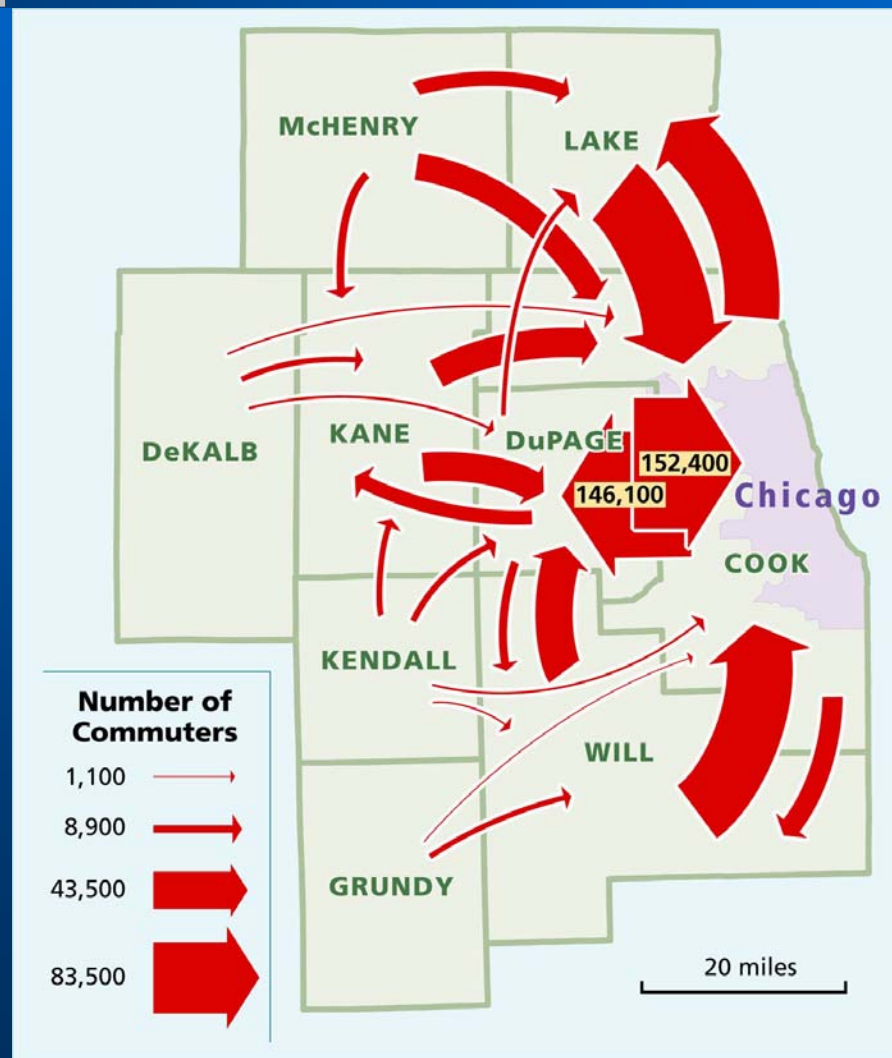 McHENRY
LAKE
DeKALB
KANE
DuPAGE
152,400
146,100
Chicago
COOK
KENDALL
WILL
GRUNDY
Number of
Commuters
1,100
8,900
43,500
83,500
20 miles